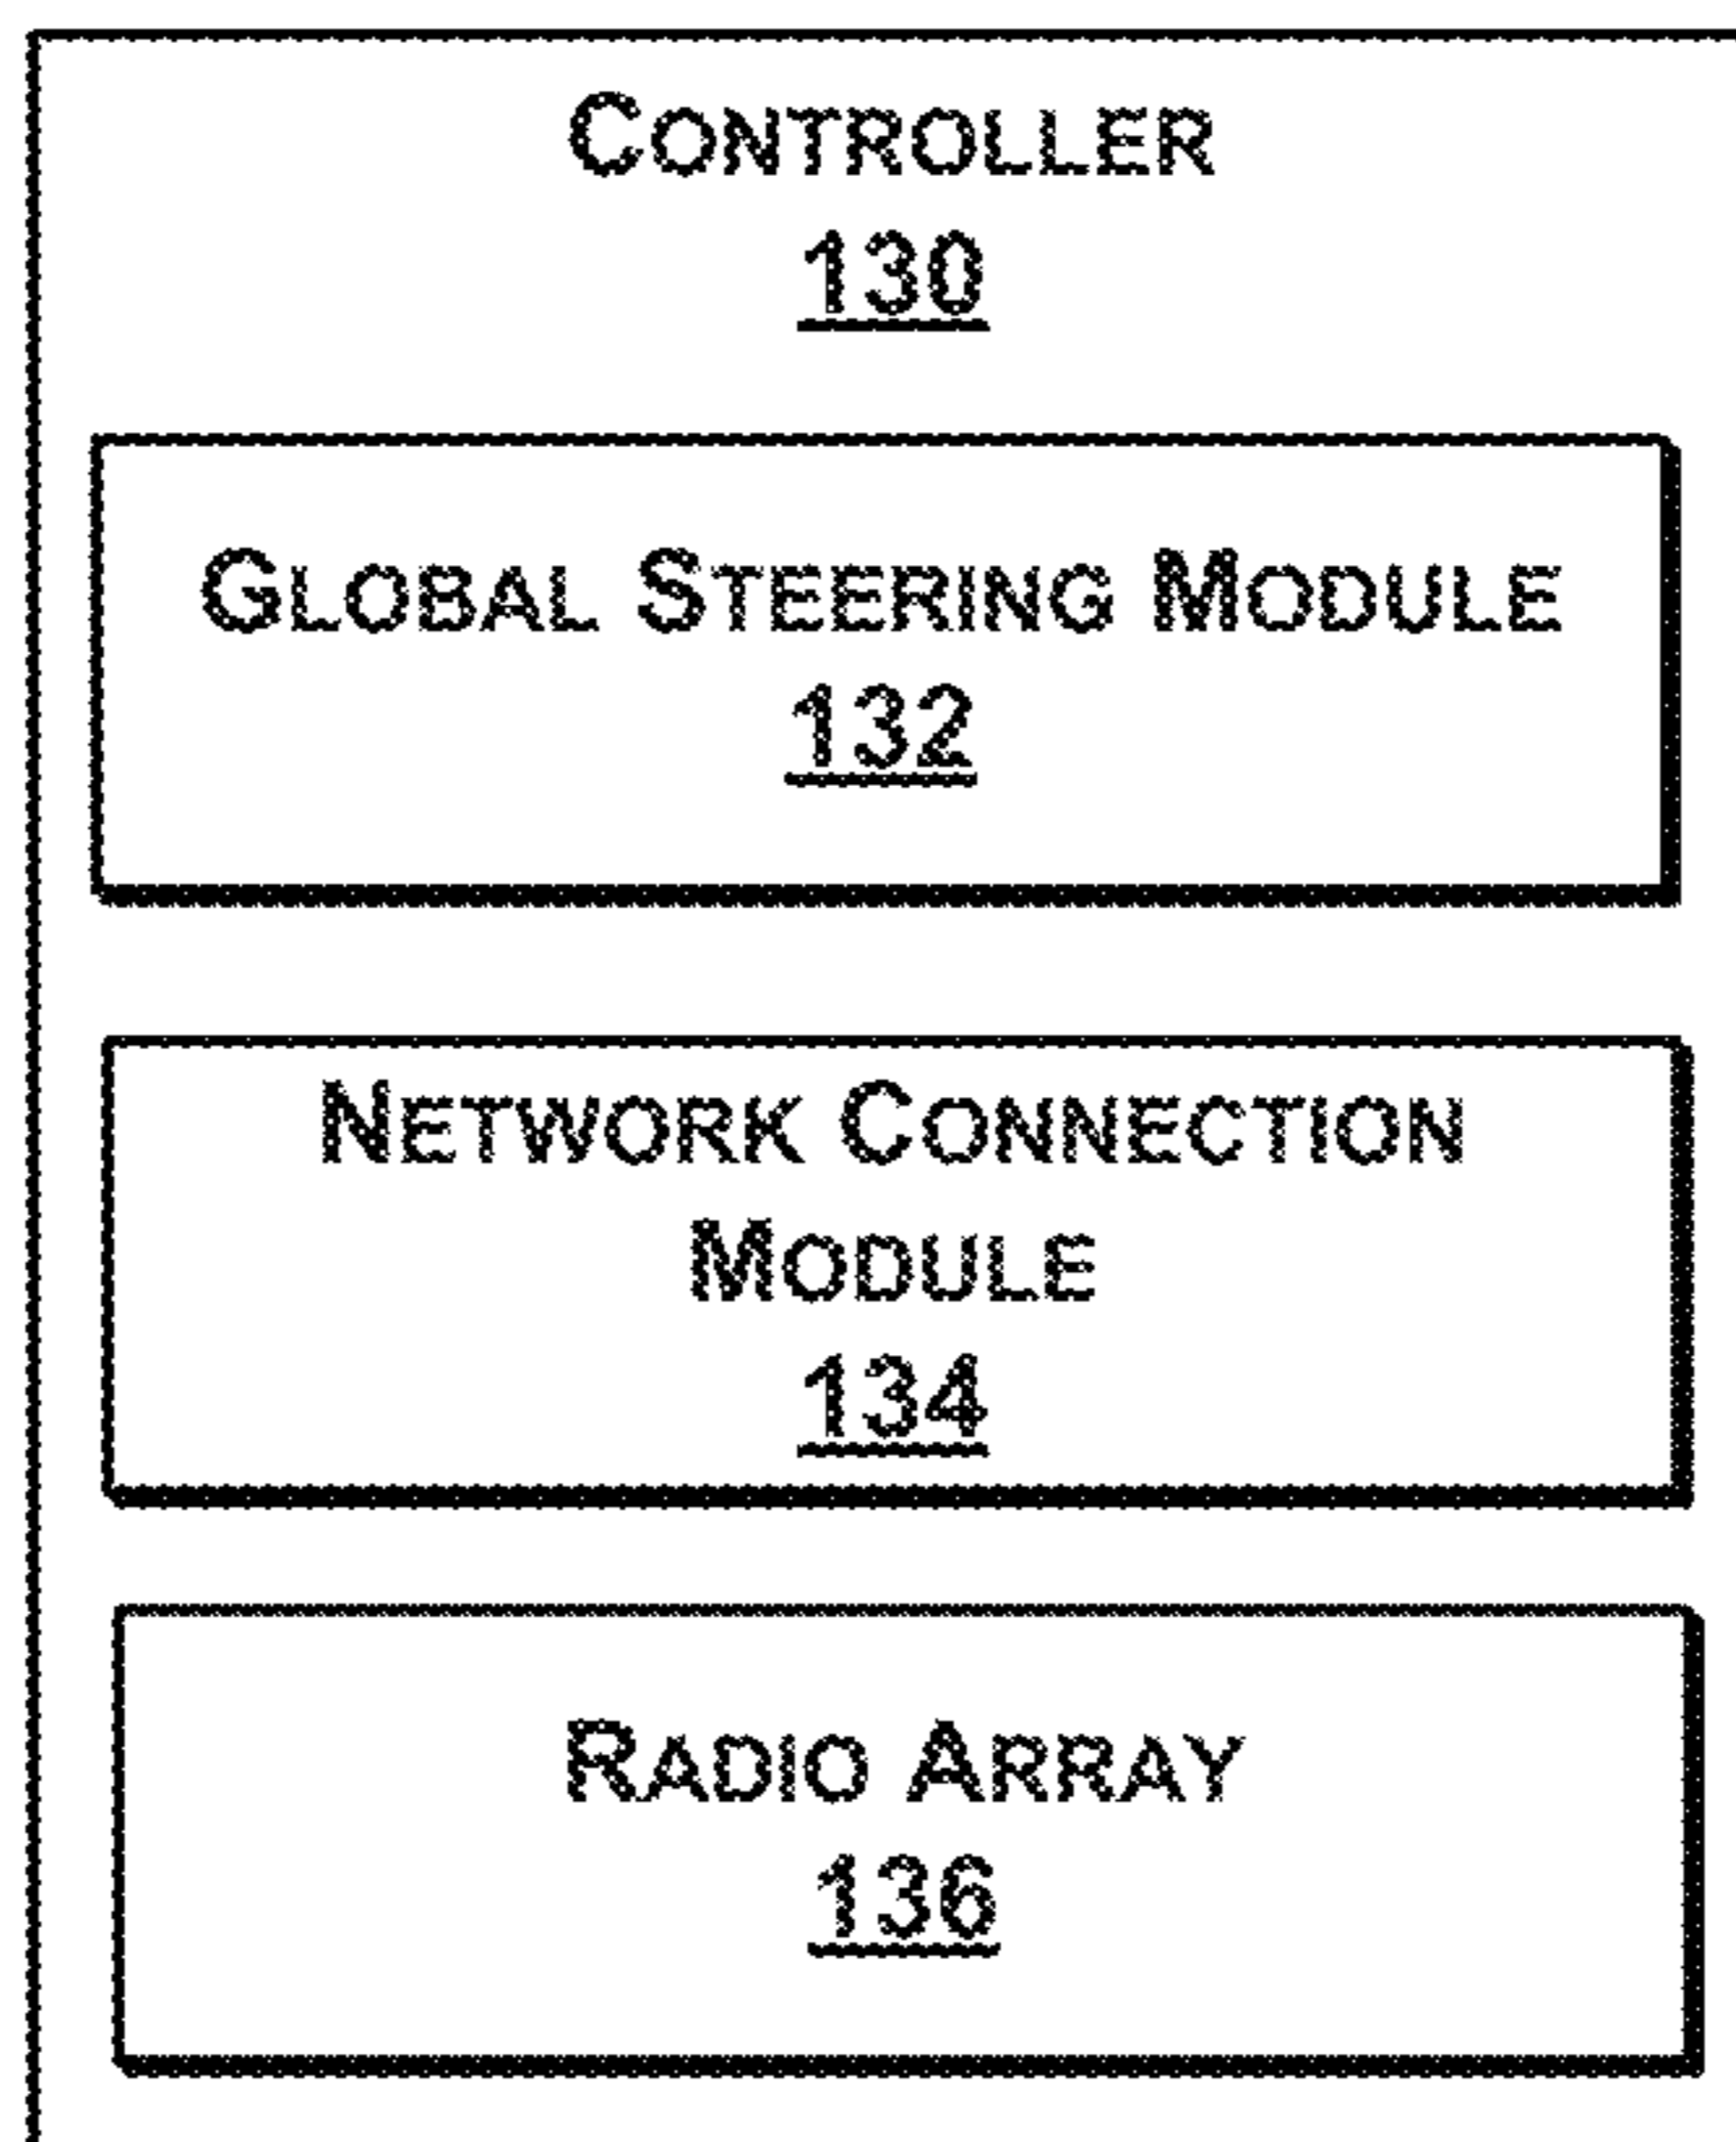 CONTROLLER
130
GLOBAL STEERING MODULE
132
NETWORK CONNECTION
MODULE
134
RADIO ARRAY
136